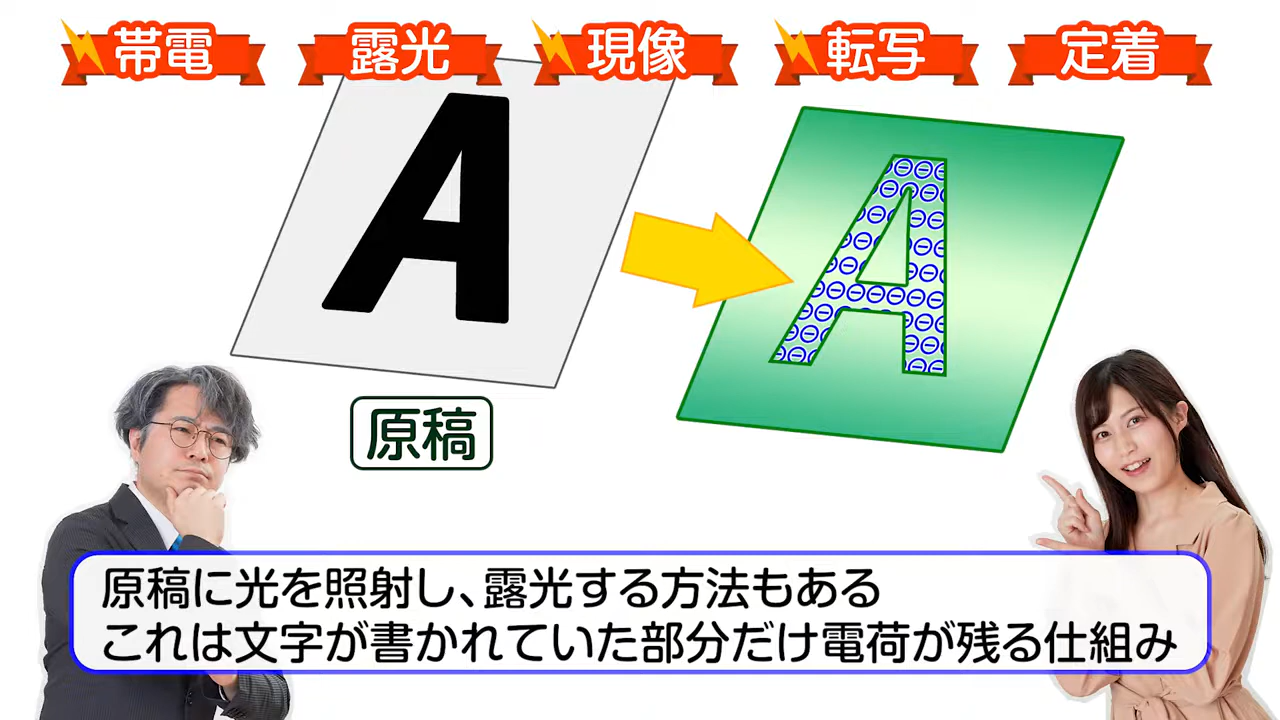 帯電
露光
現像
転写
定着
A
A
原稿
原稿に光を照射し、露光する方法もある
これは文字が書かれていた部分だけ電荷が残る仕組み